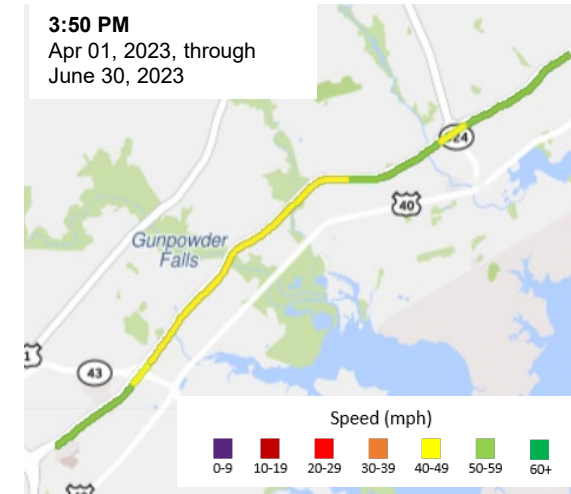 3:50 PM
Apr 01, 2023, through
June 30, 2023
24
40
Gunpowder
Falls
1
43
Speed (mph)
0-9 10-19 20-29 30-39 40-49 50-59 60+